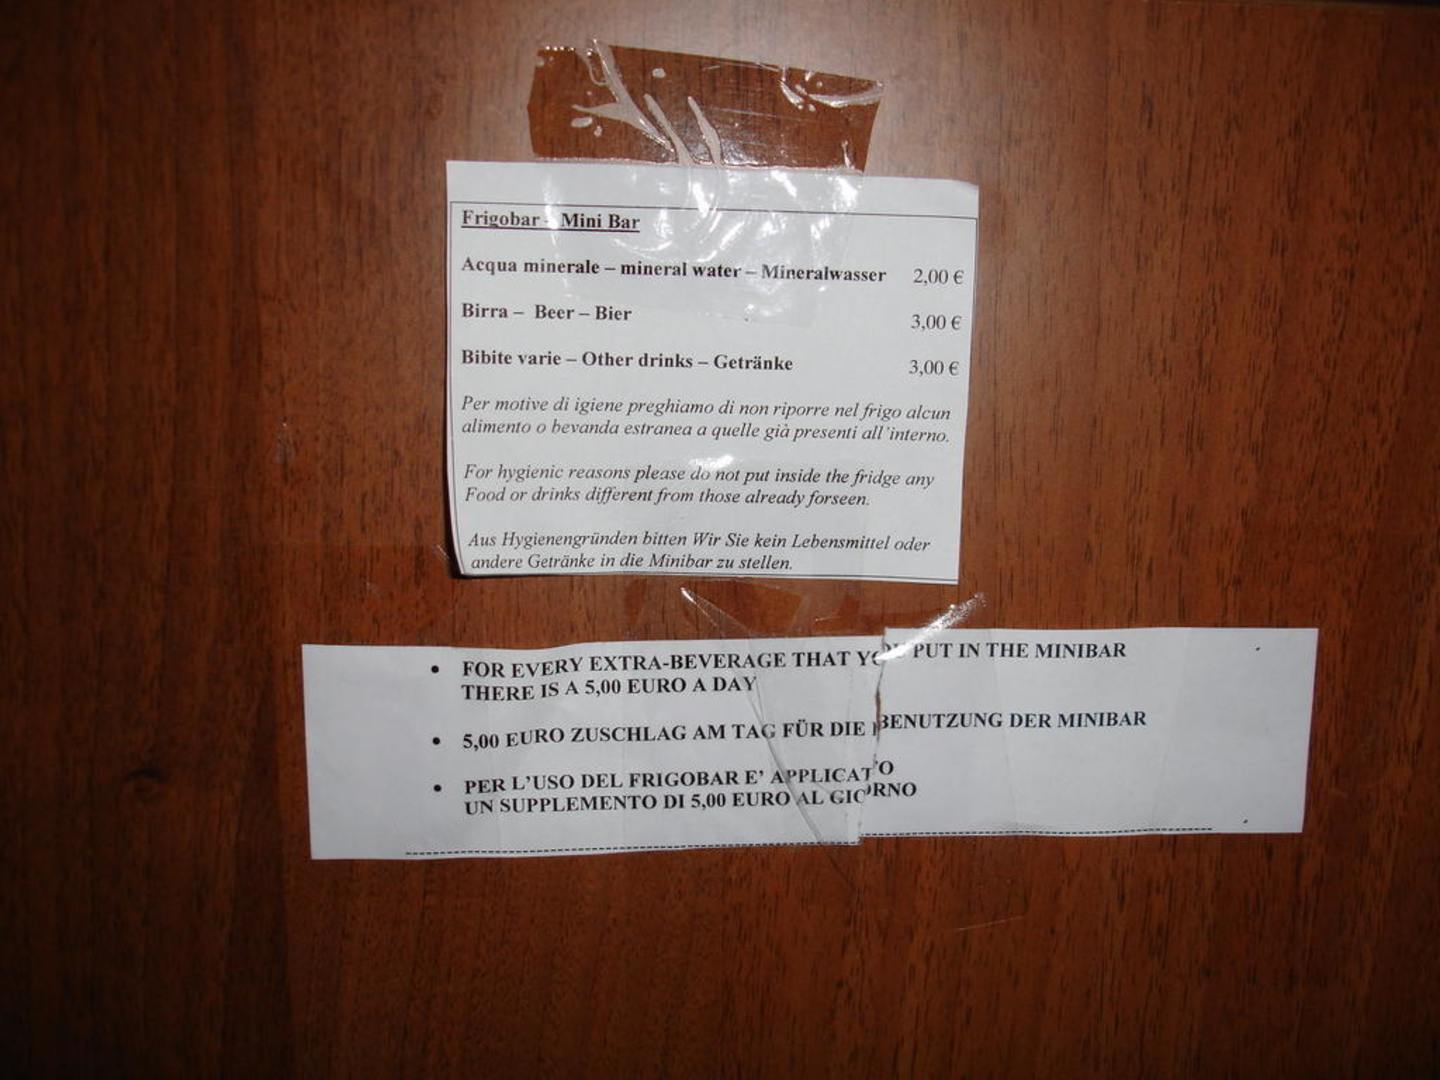 Frigobar - Mini Bar
Acqua minerale – mineral water – Mineralwasser 2,00 €
Birra – Beer – Bier 3,00 €
Bibite varie – Other drinks – Getränke 3,00 €
Per motive di igiene preghiamo di non riporre nel frigo alcun
alimento o bevanda estranea a quelle già presenti all'interno.
For hygienic reasons please do not put inside the fridge any
Food or drinks different from those already forseen.
Aus Hygienengründen bitten Wir Sie kein Lebensmittel oder
andere Getränke in die Minibar zu stellen.
• FOR EVERY EXTRA-BEVERAGE THAT YOU PUT IN THE MINIBAR
THERE IS A 5,00 EURO A DAY
• 5,00 EURO ZUSCHLAG AM TAG FÜR DIE BENUTZUNG DER MINIBAR
• PER L'USO DEL FRIGOBAR E' APPLICATO
UN SUPPLEMENTO DI 5,00 EURO AL GIORNO